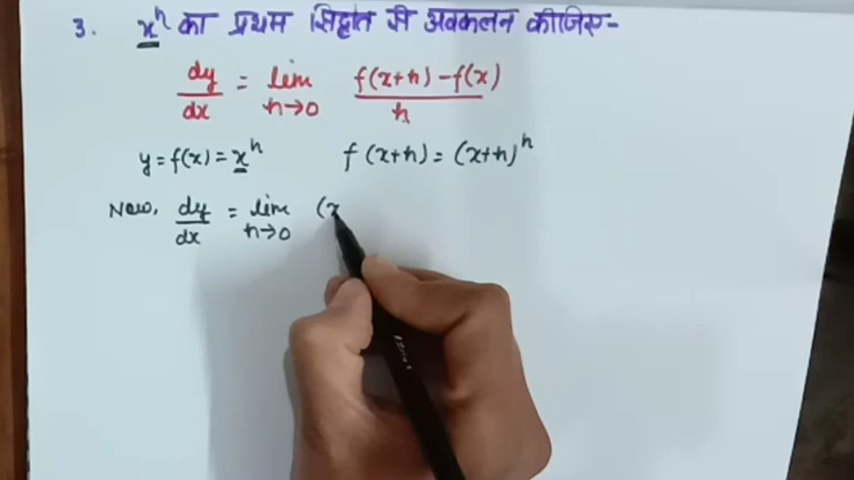 3. xⁿ का प्रथम सिद्धांत से अवकलन कीजिए-
dy/dx = lim h→0 f(x+h)-f(x)/h
y=f(x)=xⁿ f(x+h)=(x+h)ⁿ
Now, dy/dx = lim h→0 (x